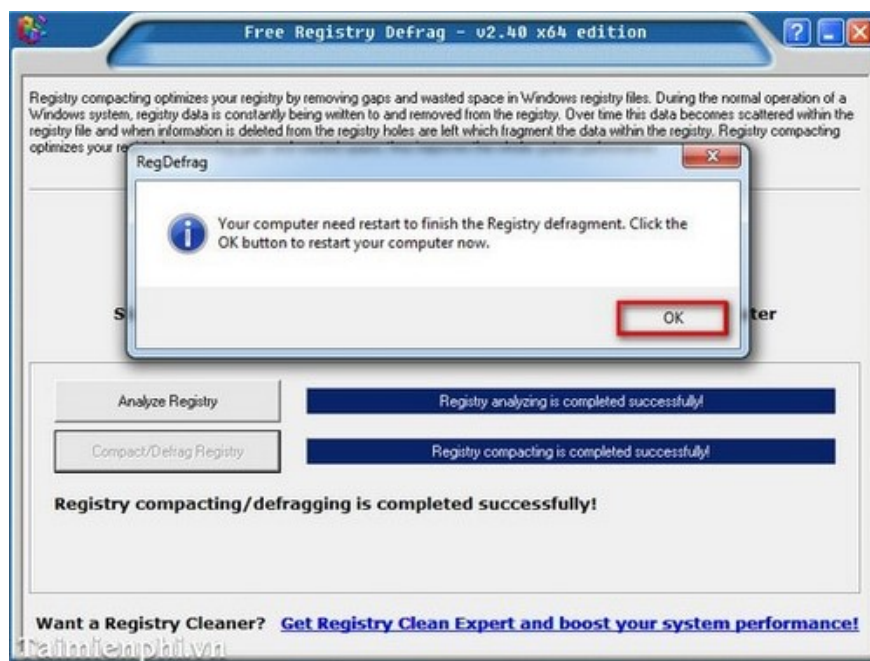 Free Registry Defrag - v2.40 x64 edition
Registry compacting optimizes your registry by removing gaps and wasted space in Windows registry files. During the normal operation of a
Windows system, registry data is constantly being written to and removed from the registry. Over time this data becomes scattered within the
registry file and when information is deleted from the registry holes are left which fragment the data within the registry. Registry compacting
optimizes your
RegDefrag
Your computer need restart to finish the Registry defragment. Click the
OK button to restart your computer now.
OK
Analyze Registry
Registry analyzing is completed successfully!
Compact/Defrag Registry
Registry compacting is completed successfully!
Registry compacting/defragging is completed successfully!
Want a Registry Cleaner? Get Registry Clean Expert and boost your system performance!
Taimienphi.vn